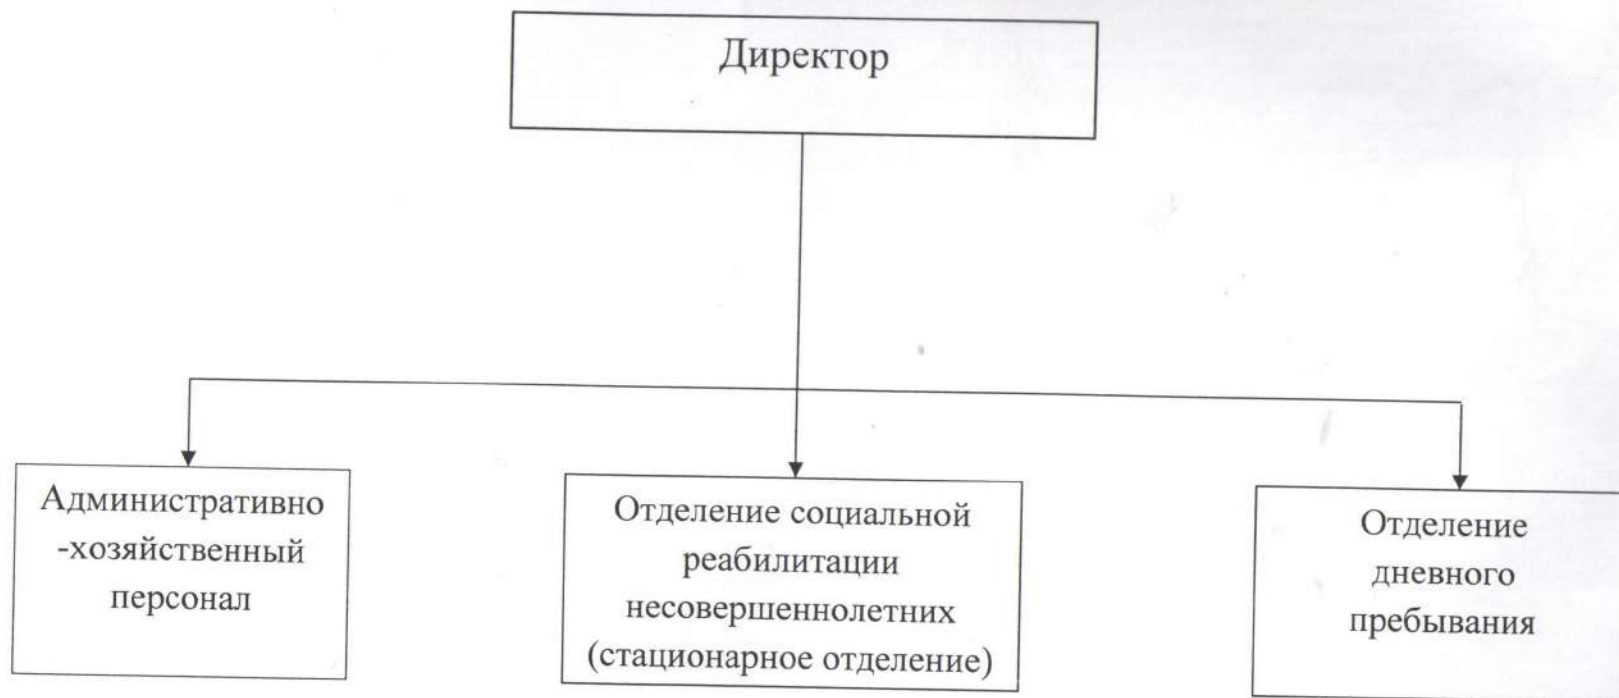 Директор
Административно
-хозяйственный
персонал
Отделение социальной
реабилитации
несовершеннолетних
(стационарное отделение)
Отделение
дневного
пребывания